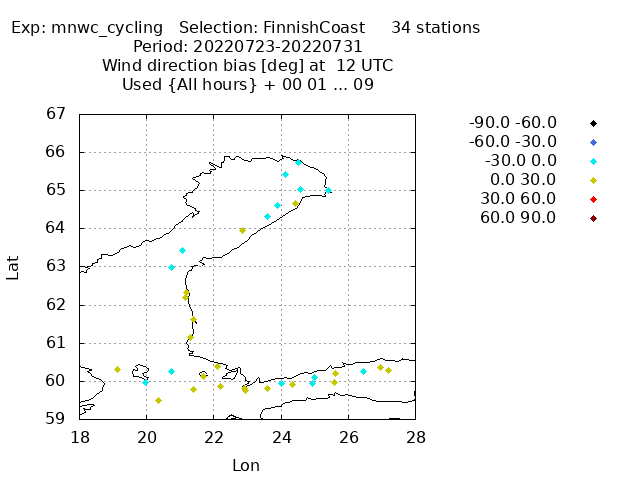 Exp: mnwc_cycling   Selection: FinnishCoast     34 stations
Period: 20220723-20220731
Wind direction bias [deg] at  12 UTC
Used {All hours} + 00 01 ... 09
-90.0 -60.0
-60.0 -30.0
-30.0 0.0
0.0 30.0
30.0 60.0
60.0 90.0
67
66
65
64
63
62
61
60
59
Lat
18 20 22 24 26 28
Lon